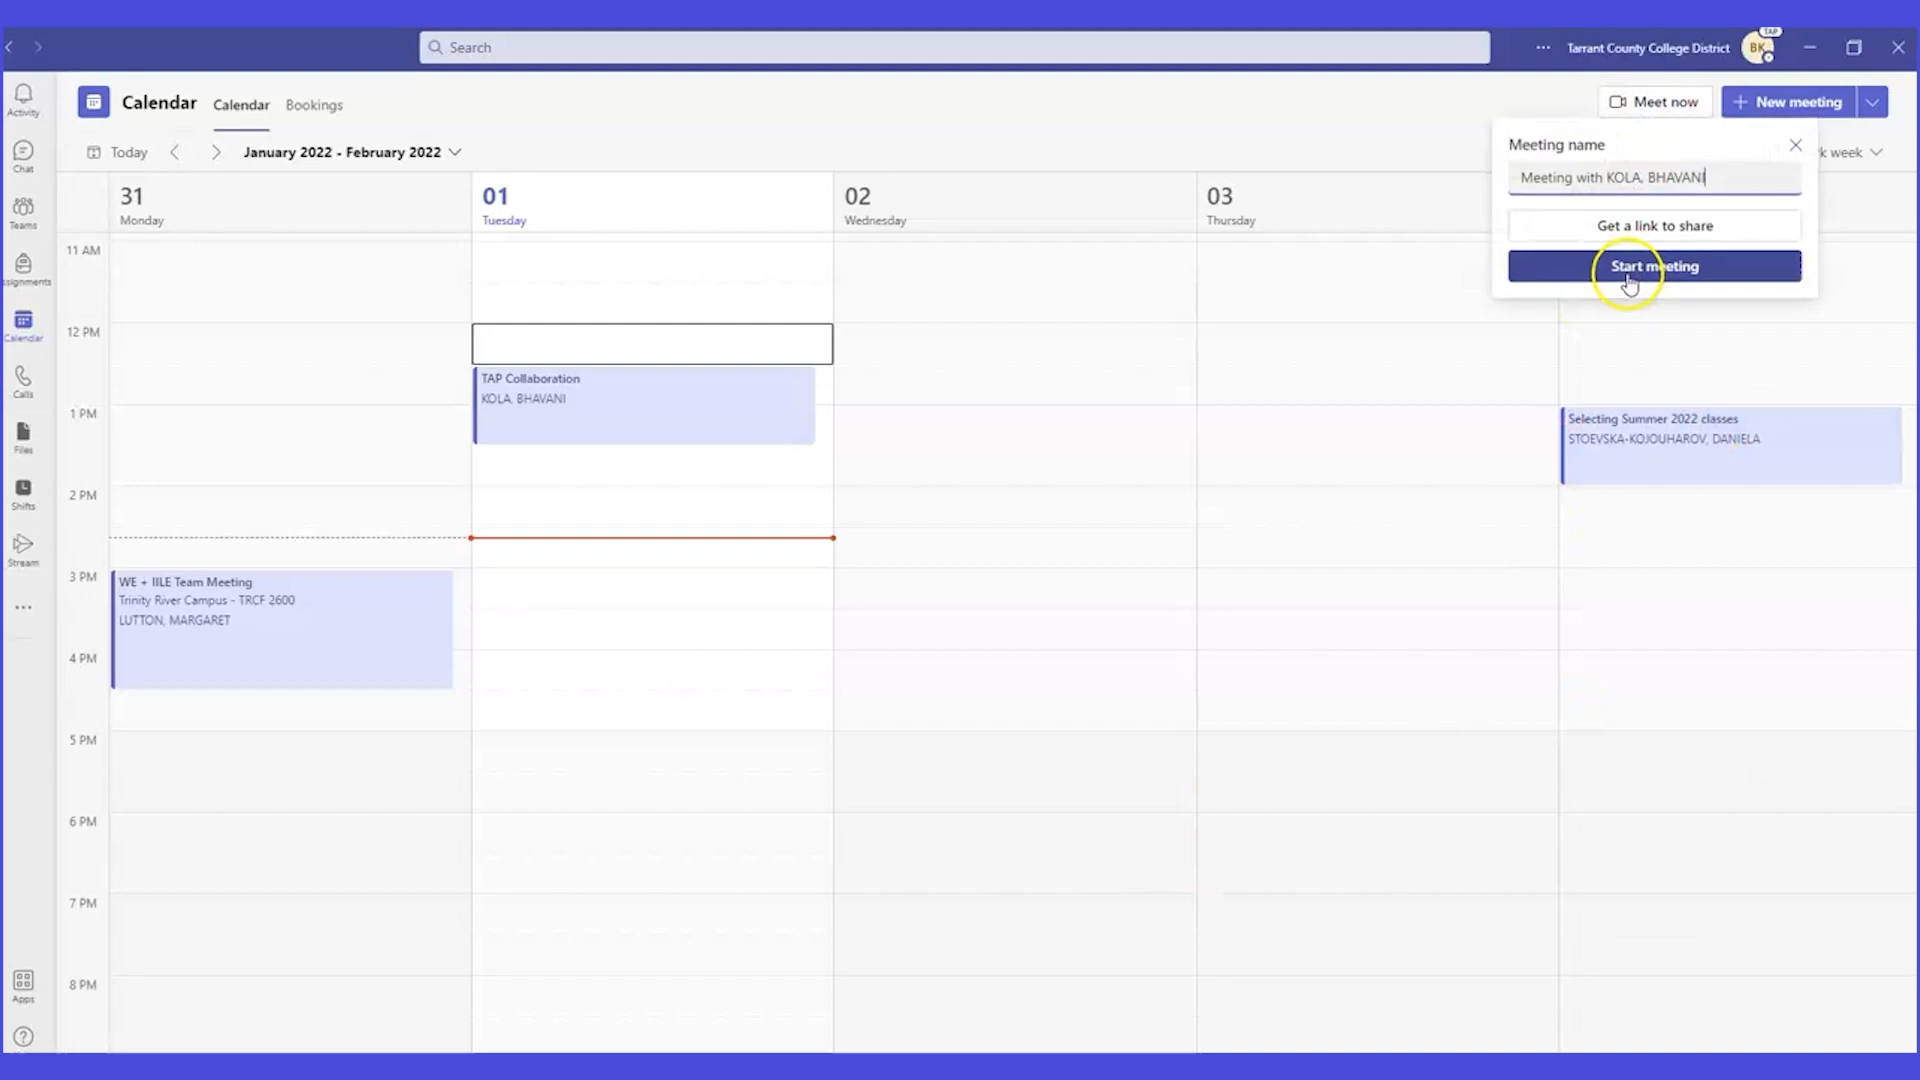 Search
Tarrant County College District
BK
TAP
Activity
Chat
Teams
ssignments
Calendar
Calls
Files
Shifts
Stream
Apps
Calendar
Calendar
Bookings
Meet now
New meeting
Today
January 2022 - February 2022
k week
Meeting name
Meeting with KOLA, BHAVANI
Get a link to share
Start meeting
31
Monday
01
Tuesday
02
Wednesday
03
Thursday
11 AM
12 PM
1 PM
2 PM
3 PM
4 PM
5 PM
6 PM
7 PM
8 PM
TAP Collaboration
KOLA, BHAVANI
Selecting Summer 2022 classes
STOEVSKA-KOJOUHAROV, DANIELA
WE + IILE Team Meeting
Trinity River Campus - TRCF 2600
LUTTON, MARGARET